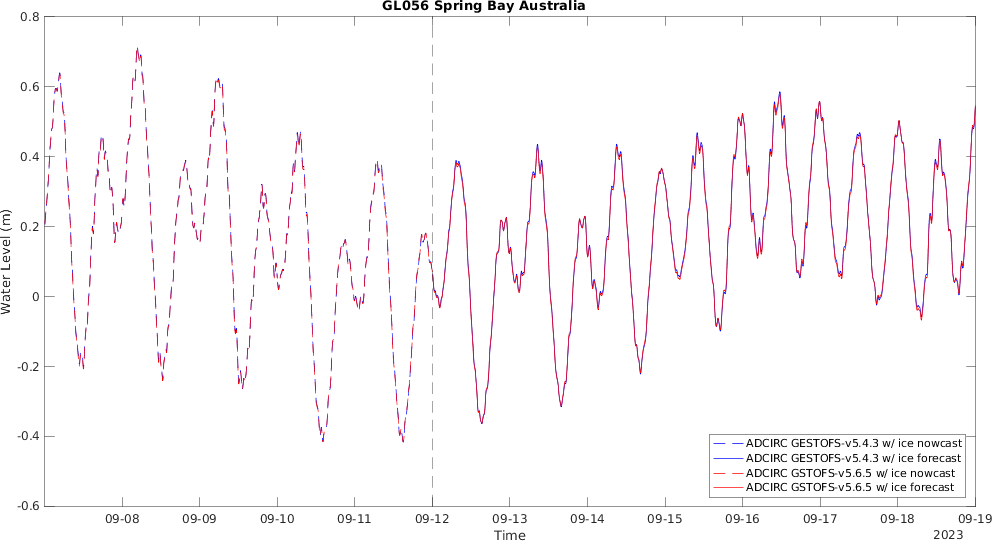 GL056 Spring Bay Australia
0.8
0.6
0.4
0.2
0
-0.2
-0.4
-0.6
Water Level (m)
ADCIRC GESTOFS-v5.4.3 w/ ice nowcast
ADCIRC GESTOFS-v5.4.3 w/ ice forecast
ADCIRC GSTOFS-v5.6.5 w/ ice nowcast
ADCIRC GSTOFS-v5.6.5 w/ ice forecast
09-08 09-09 09-10 09-11 09-12 09-13 09-14 09-15 09-16 09-17 09-18 09-19
Time
2023